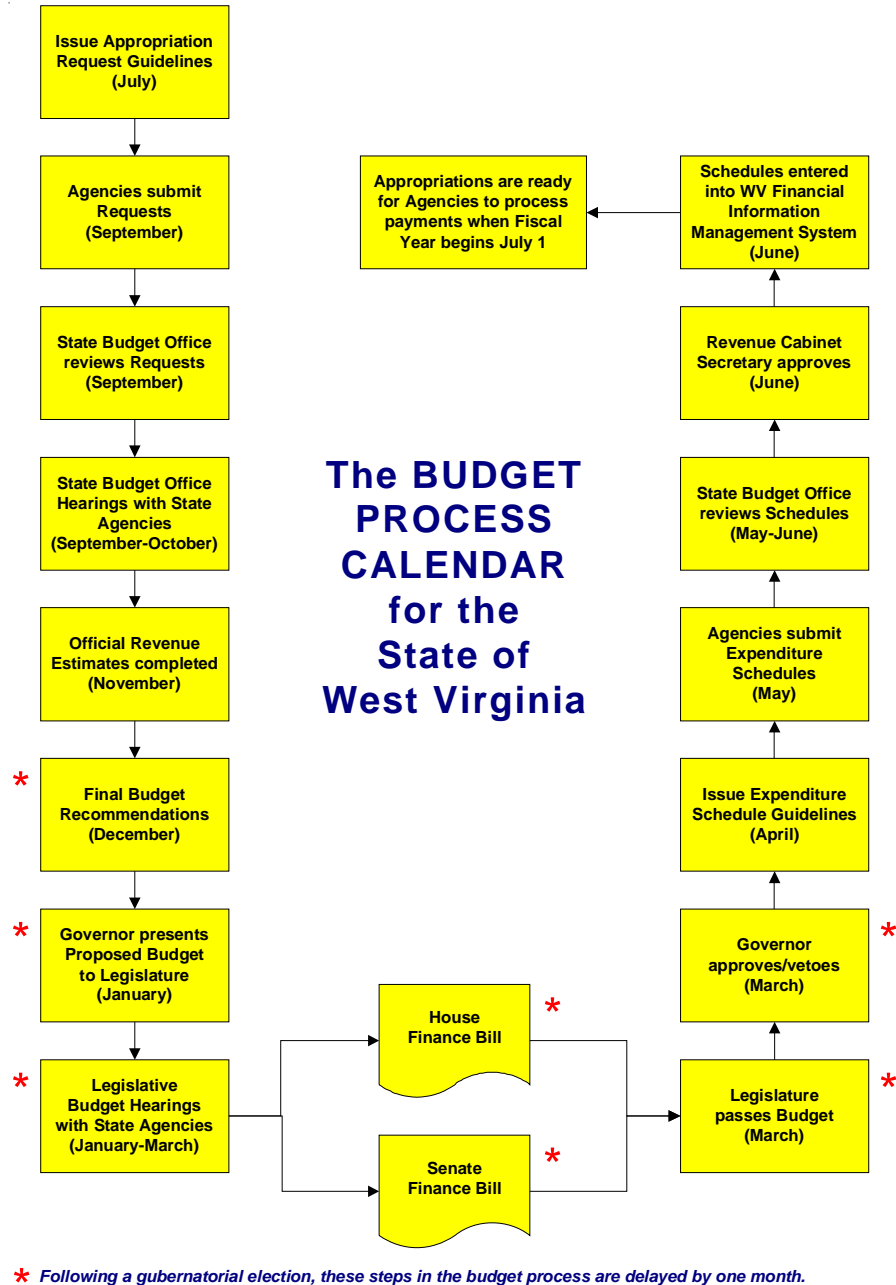 Issue Appropriation
Request Guidelines
(July)
Agencies submit
Requests
(September)
State Budget Office
reviews Requests
(September)
State Budget Office
Hearings with State
Agencies
(September-October)
Official Revenue
Estimates completed
(November)
*
Final Budget
Recommendations
(December)
*
Governor presents
Proposed Budget
to Legislature
(January)
*
Legislative
Budget Hearings
with State Agencies
(January-March)
The BUDGET
PROCESS
CALENDAR
for the
State of
West Virginia
House
Finance Bill
*
Senate
Finance Bill
*
Legislature
passes Budget
(March)
*
Governor
approves/vetoes
(March)
*
Issue Expenditure
Schedule Guidelines
(April)
Agencies submit
Expenditure
Schedules
(May)
State Budget Office
reviews Schedules
(May-June)
Revenue Cabinet
Secretary approves
(June)
Schedules entered
into WV Financial
Information
Management System
(June)
Appropriations are ready
for Agencies to process
payments when Fiscal
Year begins July 1
* Following a gubernatorial election, these steps in the budget process are delayed by one month.